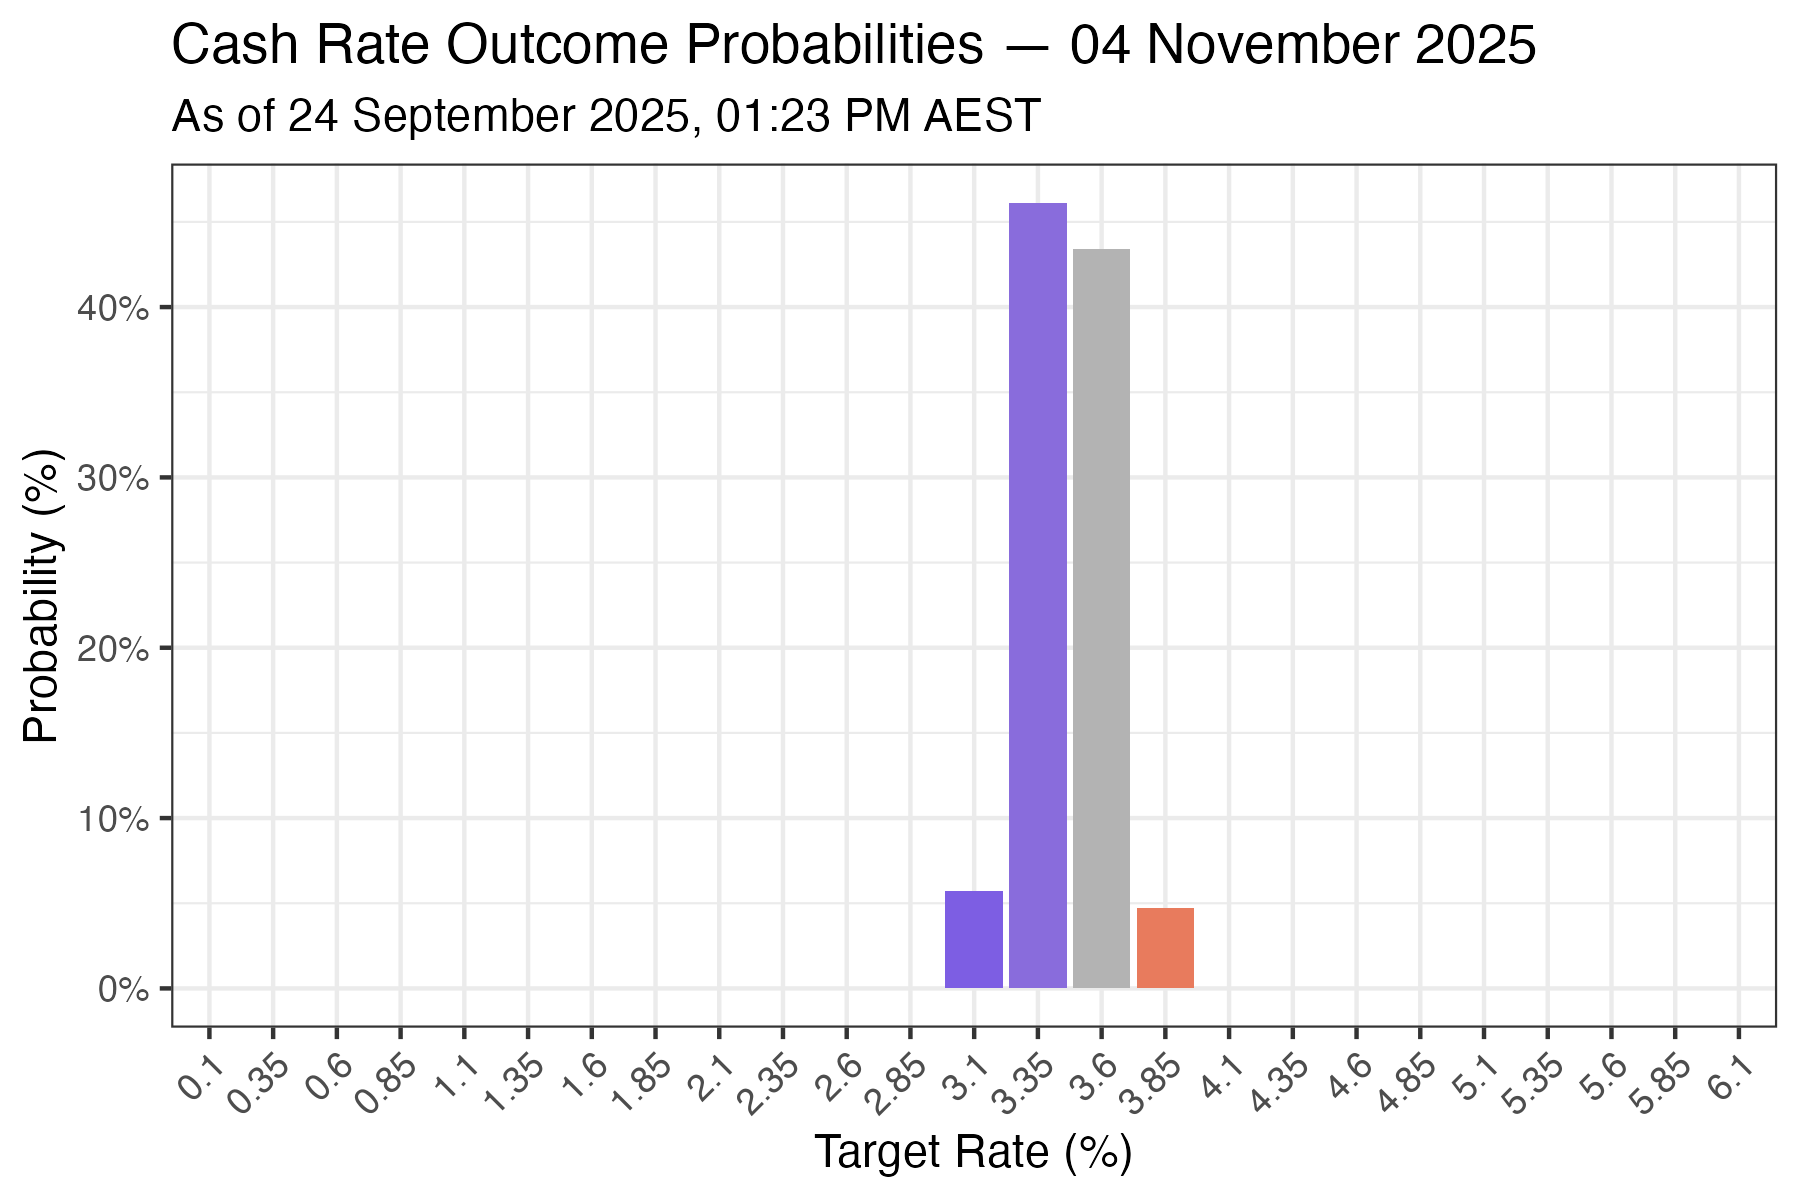 Cash Rate Outcome Probabilities — 04 November 2025
As of 24 September 2025, 01:23 PM AEST
Probability (%)
40%
30%
20%
10%
0%
0.1 0.35 0.6 0.85 1.1 1.35 1.6 1.85 2.1 2.35 2.6 2.85 3.1 3.35 3.6 3.85 4.1 4.35 4.6 4.85 5.1 5.35 5.6 5.85 6.1
Target Rate (%)